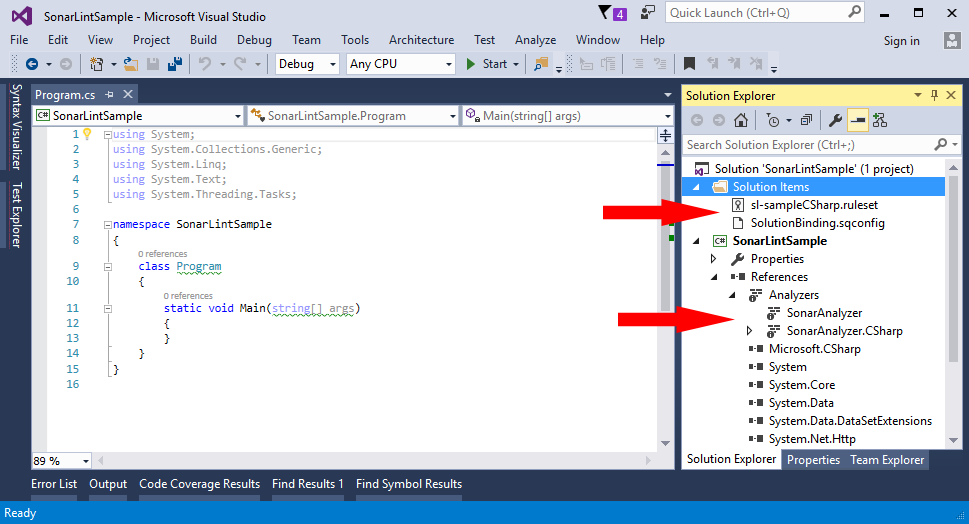 SonarLintSample - Microsoft Visual Studio
4
Quick Launch (Ctrl+Q)
File Edit View Project Build Debug Team Tools Architecture Test Analyze Window Help Sign in
Debug Any CPU Start
Syntax Visualizer
Test Explorer
Program.cs
C# SonarLintSample SonarLintSample.Program Main(string[] args)
1 using System;
2 using System.Collections.Generic;
3 using System.Linq;
4 using System.Text;
5 using System.Threading.Tasks;
6
7 namespace SonarLintSample
8 {
0 references
9 class Program
10 {
0 references
11 static void Main(string[] args)
12 {
13 }
14 }
15 }
16
89 %
Solution Explorer
Search Solution Explorer (Ctrl+;)
Solution 'SonarLintSample' (1 project)
Solution Items
sl-sampleCSharp.ruleset
SolutionBinding.sqconfig
C# SonarLintSample
Properties
References
Analyzers
SonarAnalyzer
SonarAnalyzer.CSharp
Microsoft.CSharp
System
System.Core
System.Data
System.Data.DataSetExtensions
System.Net.Http
Solution Explorer Properties Team Explorer
Error List Output Code Coverage Results Find Results 1 Find Symbol Results
Ready